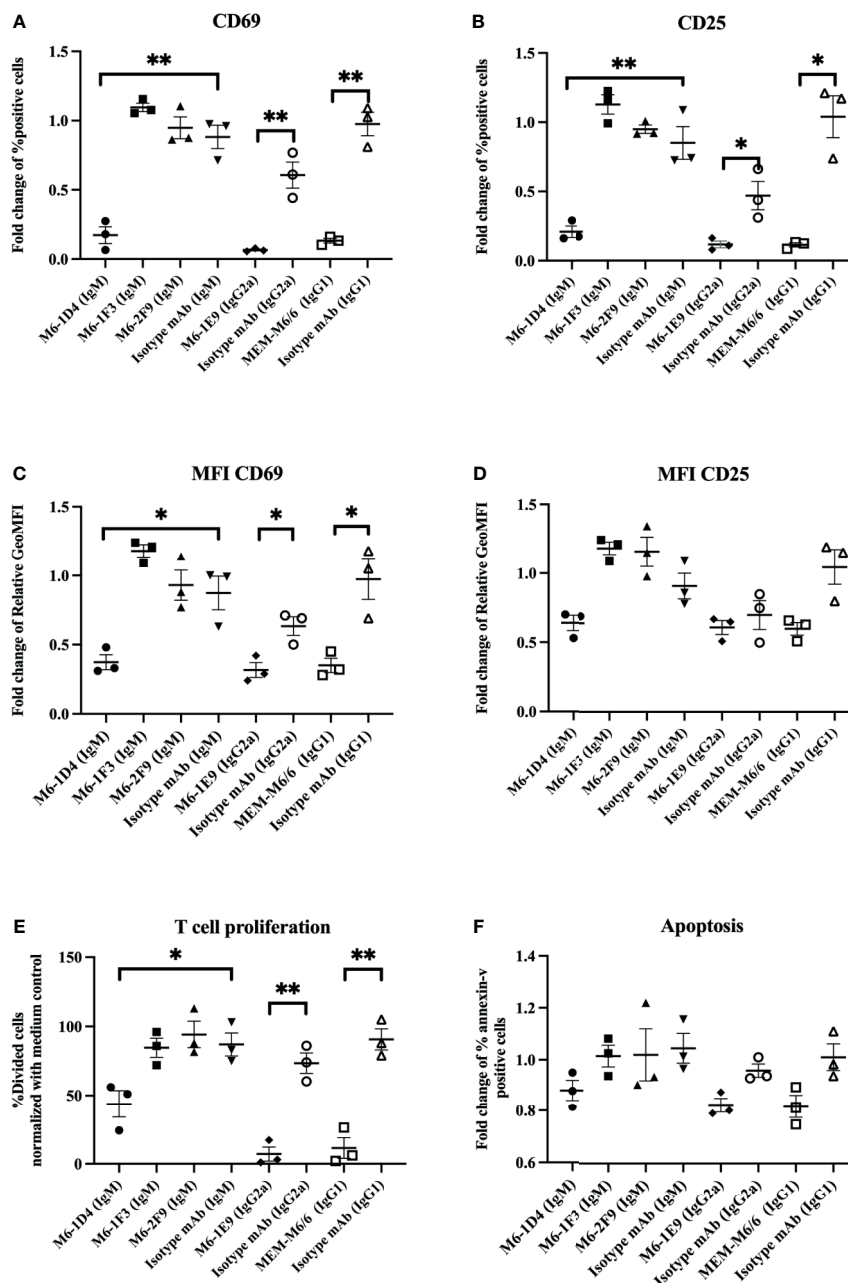 A
CD69
Fold change of %positive cells
1.5
1.0
0.5
0.0
**
**
**
M6-1D4 (IgM)
M6-1F3 (IgM)
M6-2F9 (IgM)
Isotype mAb (IgM)
M6-1E9 (IgG2a)
Isotype mAb (IgG2a)
MEM-M6/6 (IgG1)
Isotype mAb (IgG1)
B
CD25
Fold change of %positive cells
1.5
1.0
0.5
0.0
**
*
*
M6-1D4 (IgM)
M6-1F3 (IgM)
M6-2F9 (IgM)
Isotype mAb (IgM)
M6-1E9 (IgG2a)
Isotype mAb (IgG2a)
MEM-M6/6 (IgG1)
Isotype mAb (IgG1)
C
MFI CD69
Fold change of Relative GeoMFI
1.5
1.0
0.5
0.0
*
*
*
M6-1D4 (IgM)
M6-1F3 (IgM)
M6-2F9 (IgM)
Isotype mAb (IgM)
M6-1E9 (IgG2a)
Isotype mAb (IgG2a)
MEM-M6/6 (IgG1)
Isotype mAb (IgG1)
D
MFI CD25
Fold change of Relative GeoMFI
1.5
1.0
0.5
0.0
M6-1D4 (IgM)
M6-1F3 (IgM)
M6-2F9 (IgM)
Isotype mAb (IgM)
M6-1E9 (IgG2a)
Isotype mAb (IgG2a)
MEM-M6/6 (IgG1)
Isotype mAb (IgG1)
E
T cell proliferation
%Divided cells
normalized with medium control
150
100
50
0
*
**
**
M6-1D4 (IgM)
M6-1F3 (IgM)
M6-2F9 (IgM)
Isotype mAb (IgM)
M6-1E9 (IgG2a)
Isotype mAb (IgG2a)
MEM-M6/6 (IgG1)
Isotype mAb (IgG1)
F
Apoptosis
Fold change of % annexin-v
positive cells
1.4
1.2
1.0
0.8
0.6
M6-1D4 (IgM)
M6-1F3 (IgM)
M6-2F9 (IgM)
Isotype mAb (IgM)
M6-1E9 (IgG2a)
Isotype mAb (IgG2a)
MEM-M6/6 (IgG1)
Isotype mAb (IgG1)